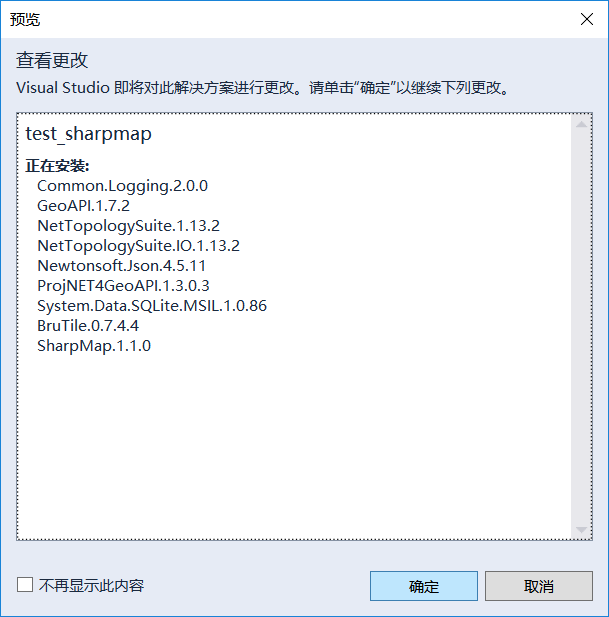 预览
查看更改
Visual Studio 即将对此解决方案进行更改。请单击“确定”以继续下列更改。
test_sharpmap
正在安装:
Common.Logging.2.0.0
GeoAPI.1.7.2
NetTopologySuite.1.13.2
NetTopologySuite.IO.1.13.2
Newtonsoft.Json.4.5.11
ProjNET4GeoAPI.1.3.0.3
System.Data.SQLite.MSIL.1.0.86
BruTile.0.7.4.4
SharpMap.1.1.0
不再显示此内容
确定
取消